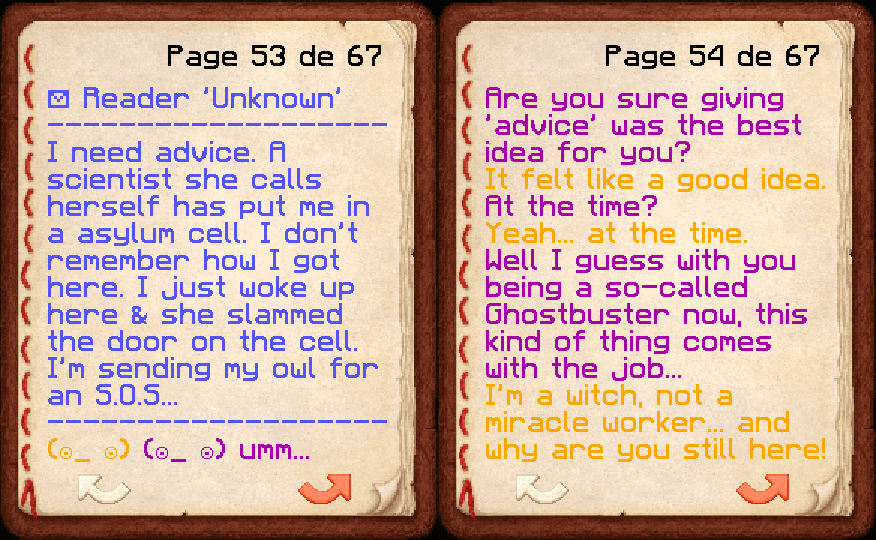 Page 53 de 67
✉ Reader 'Unknown'
-------------------
I need advice. A
scientist she calls
herself has put me in
a asylum cell. I don't
remember how I got
here. I just woke up
here & she slammed
the door on the cell.
I'm sending my owl for
an S.O.S...
-------------------
(⊙_ ⊙) (⊙_ ⊙) umm...
Page 54 de 67
Are you sure giving
'advice' was the best
idea for you?
It felt like a good idea.
At the time?
Yeah... at the time.
Well I guess with you
being a so-called
Ghostbuster now, this
kind of thing comes
with the job...
I'm a witch, not a
miracle worker... and
why are you still here!